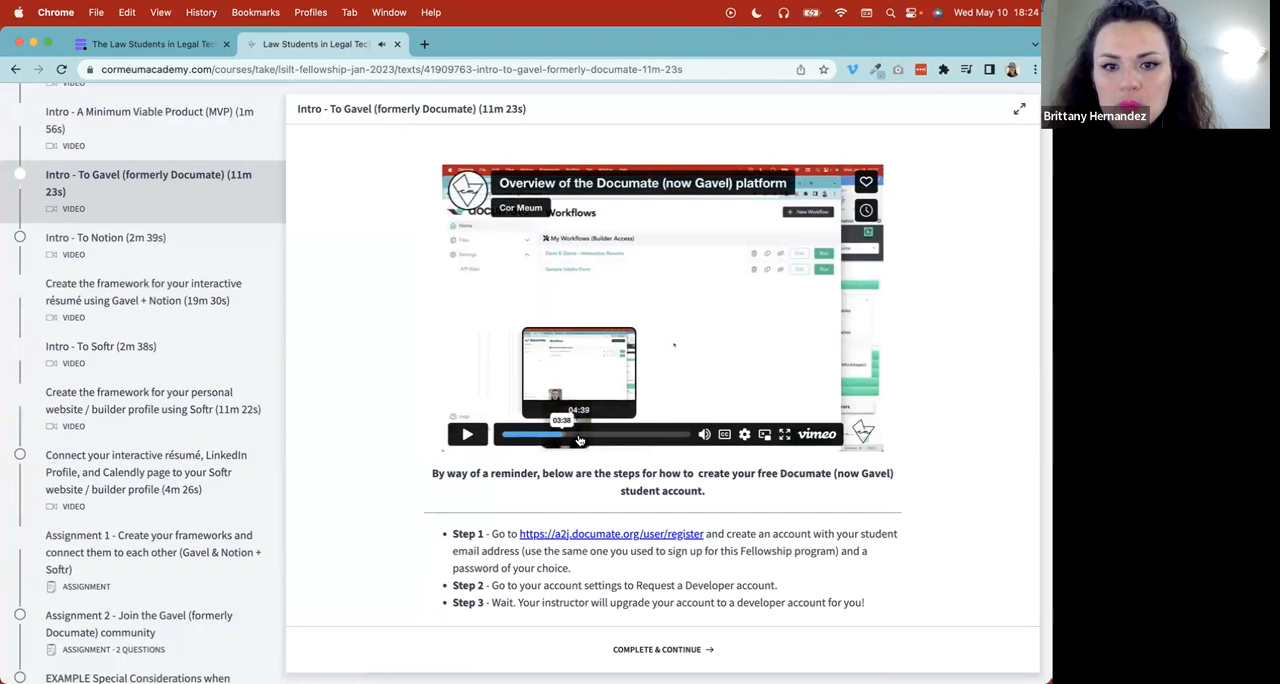 Chrome File Edit View History Bookmarks Profiles Tab Window Help Wed May 10 18:24
The Law Students in Legal Tec
Law Students in Legal Tec
cormeumacademy.com/courses/take/lsilt-fellowship-jan-2023/texts/41909763-intro-to-gavel-formerly-documate-11m-23s
VIDEO
Intro - A Minimum Viable Product (MVP) (1m
56s)
VIDEO
Intro - To Gavel (formerly Documate) (11m
23s)
VIDEO
Intro - To Notion (2m 39s)
VIDEO
Create the framework for your interactive
résumé using Gavel + Notion (19m 30s)
VIDEO
Intro - To Softr (2m 38s)
VIDEO
Create the framework for your personal
website / builder profile using Softr (11m 22s)
VIDEO
Connect your interactive résumé, LinkedIn
Profile, and Calendly page to your Softr
website / builder profile (4m 26s)
VIDEO
Assignment 1 - Create your frameworks and
connect them to each other (Gavel & Notion +
Softr)
ASSIGNMENT
Assignment 2 - Join the Gavel (formerly
Documate) community
ASSIGNMENT · 2 QUESTIONS
EXAMPLE Special Considerations when
Intro - To Gavel (formerly Documate) (11m 23s)
Overview of the Documate (now Gavel) platform
Cor Meum
Workflows
+ New Workflow
Home
Files
My Workflows (Builder Access)
Settings
API Keys
Sample Intake Form
04:39
03:38
CC
vimeo
By way of a reminder, below are the steps for how to create your free Documate (now Gavel)
student account.
• Step 1 - Go to https://a2j.documate.org/user/register and create an account with your student
email address (use the same one you used to sign up for this Fellowship program) and a
password of your choice.
• Step 2 - Go to your account settings to Request a Developer account.
• Step 3 - Wait. Your instructor will upgrade your account to a developer account for you!
COMPLETE & CONTINUE →
Brittany Hernandez